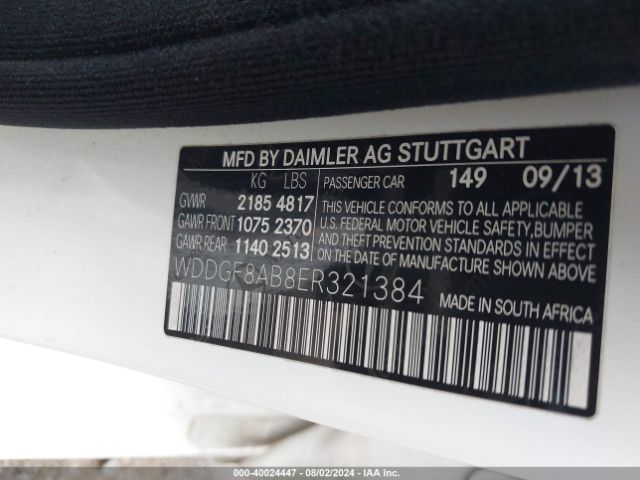 MFD BY DAIMLER AG STUTTGART
KG LBS
GVWR 2185 4817
GAWR FRONT 1075 2370
GAWR REAR 1140 2513
PASSENGER CAR 149 09/13
THIS VEHICLE CONFORMS TO ALL APPLICABLE
U.S. FEDERAL MOTOR VEHICLE SAFETY, BUMPER
AND THEFT PREVENTION STANDARDS IN EFFECT
ON THE DATE OF MANUFACTURE SHOWN ABOVE.
WDDGF8AB8ER321384
MADE IN SOUTH AFRICA
000-40024447 - 08/02/2024 - IAA Inc.